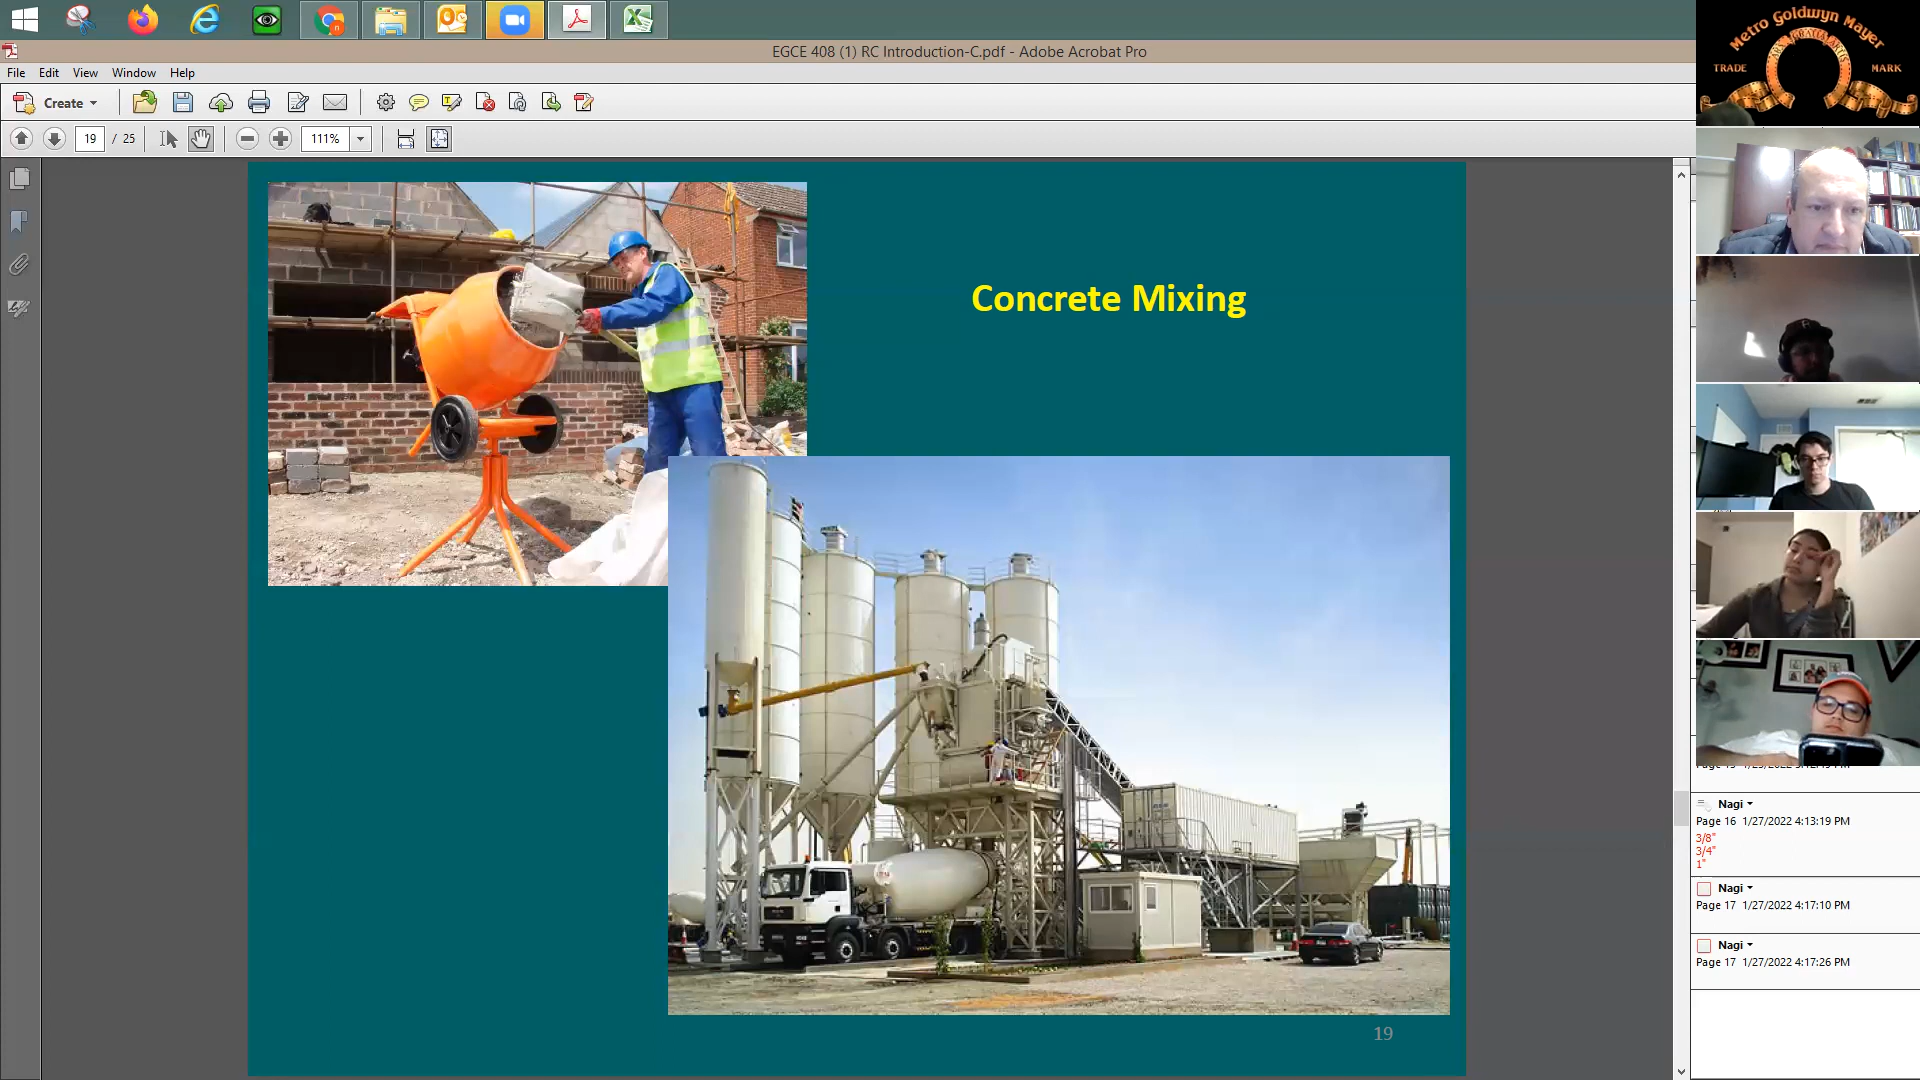 EGCE 408 (1) RC Introduction-C.pdf - Adobe Acrobat Pro
File Edit View Window Help
Create
19 / 25 111%
Concrete Mixing
19
Metro Goldwyn Mayer
TRADE MARK
Nagi
Page 16 1/27/2022 4:13:19 PM
3/8"
3/4"
1"
Nagi
Page 17 1/27/2022 4:17:10 PM
Nagi
Page 17 1/27/2022 4:17:26 PM